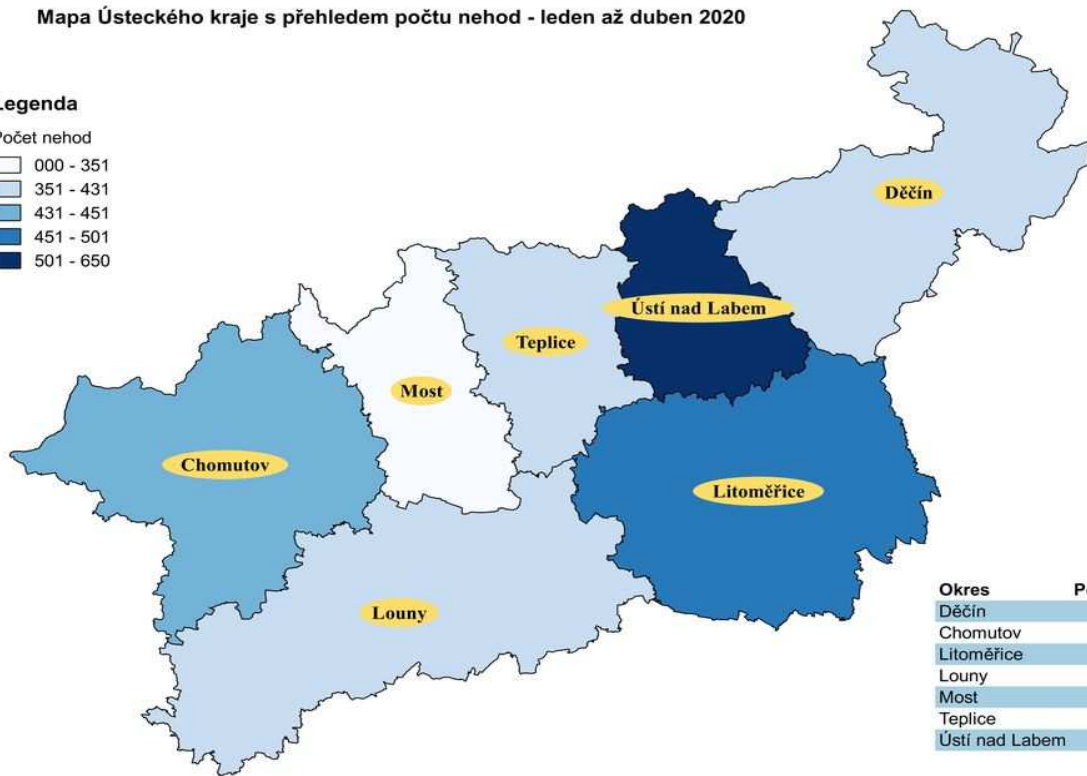 Mapa Ústeckého kraje s přehledem počtu nehod - leden až duben 2020
Legenda
Počet nehod
000 - 351
351 - 431
431 - 451
451 - 501
501 - 650
Děčín
Ústí nad Labem
Teplice
Most
Chomutov
Litoměřice
Louny
Okres
Děčín
Chomutov
Litoměřice
Louny
Most
Teplice
Ústí nad Labem